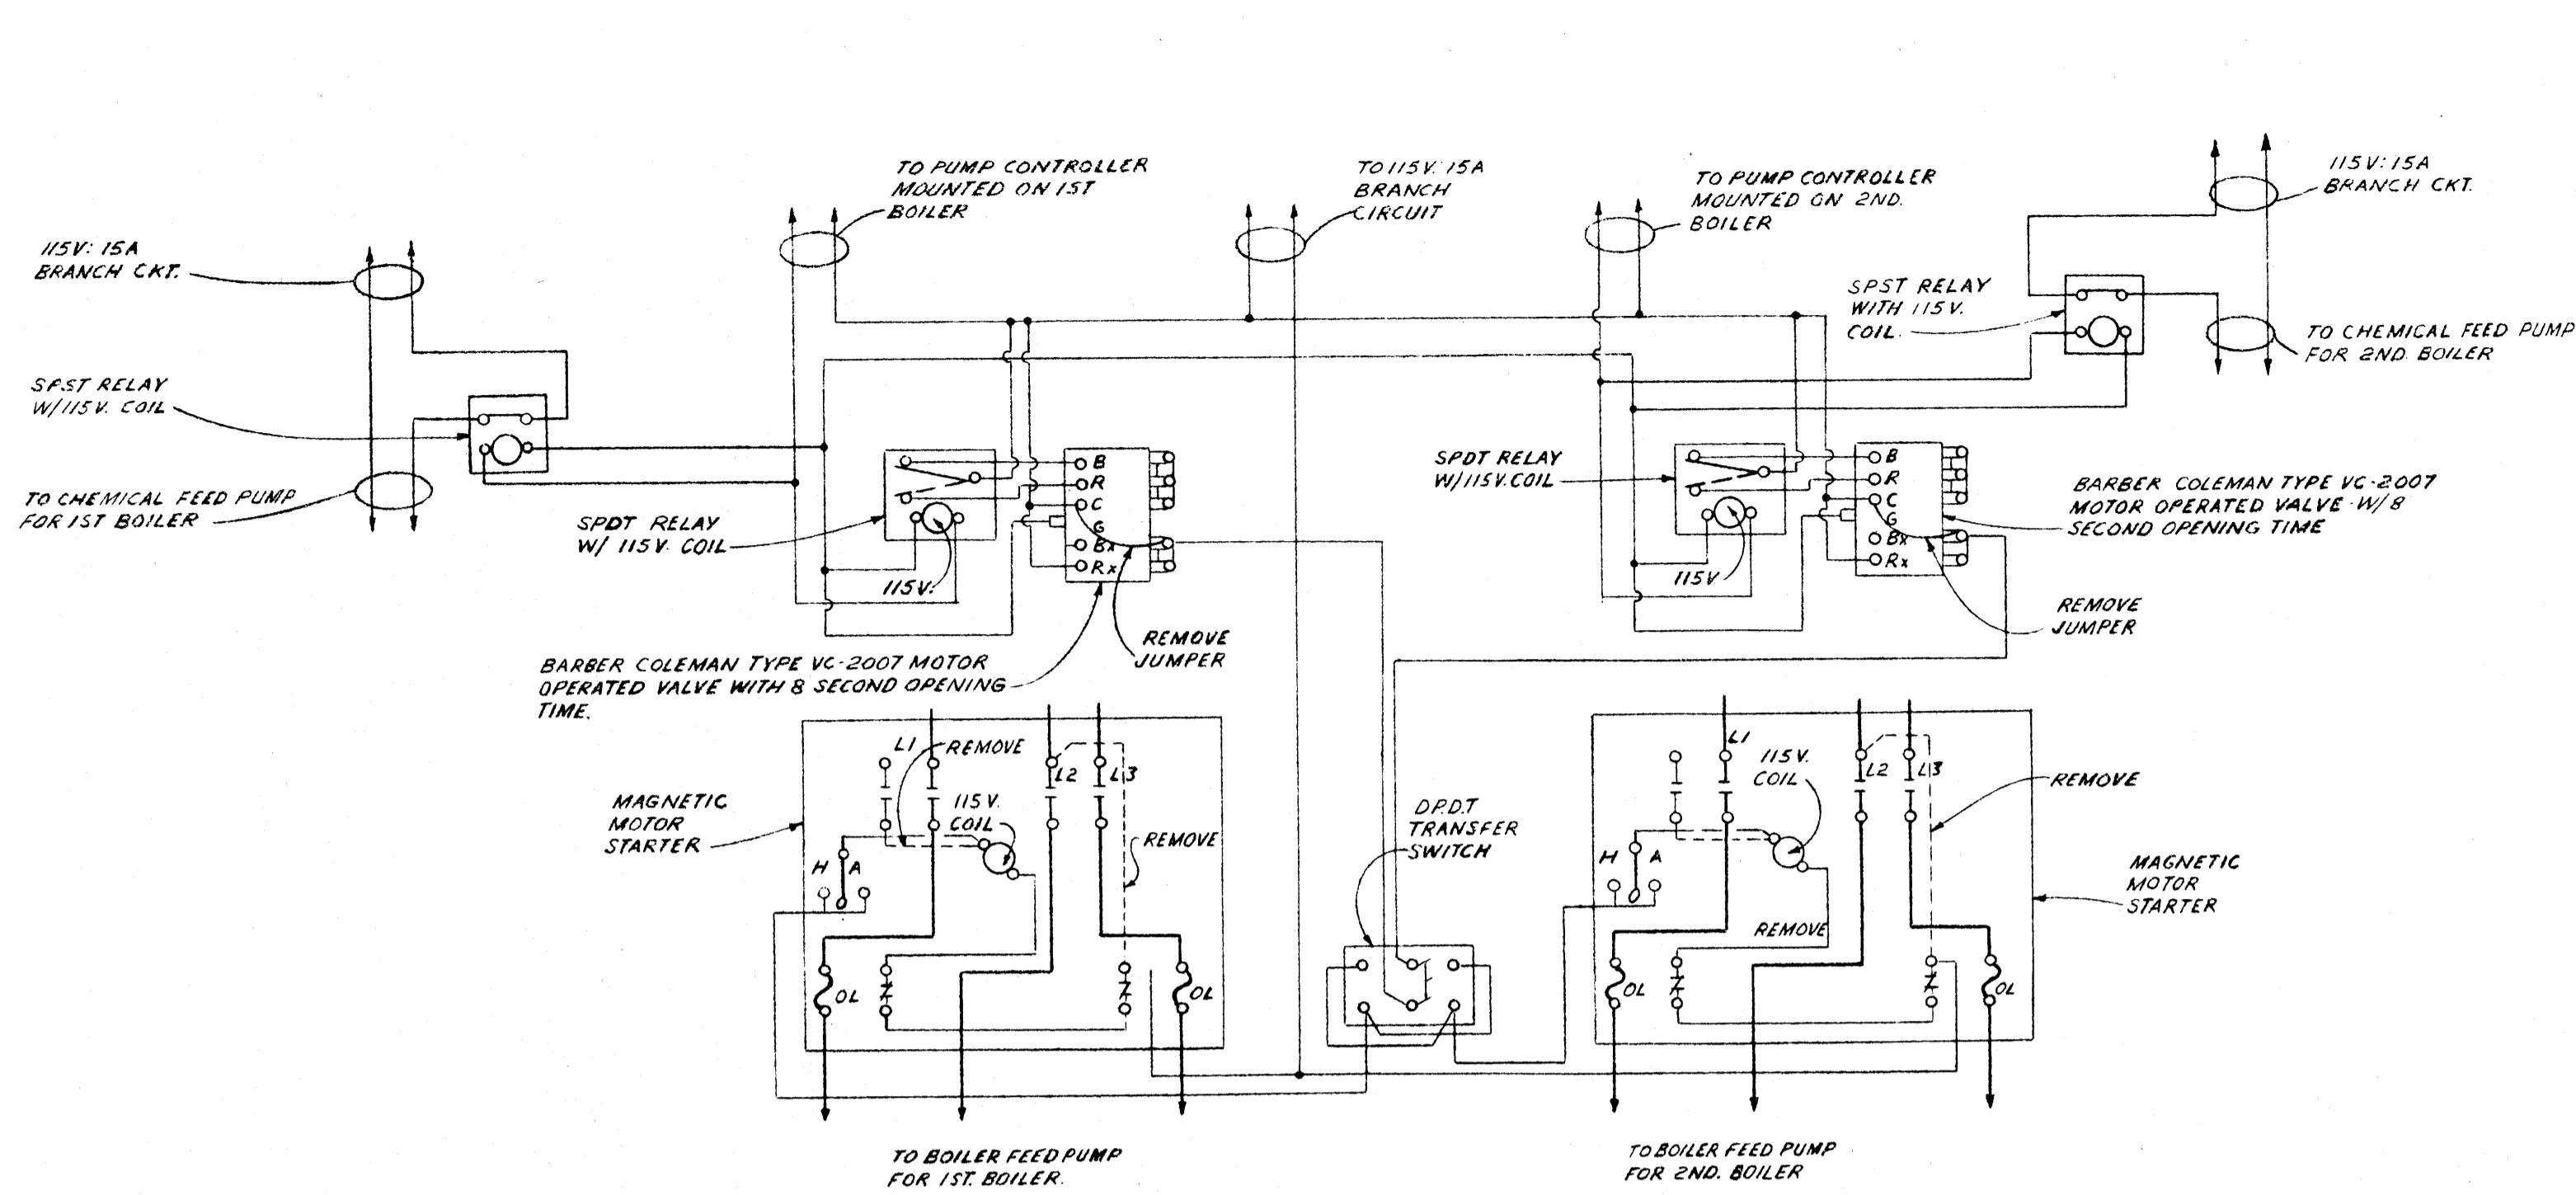 TO PUMP CONTROLLER
MOUNTED ON 1ST
BOILER
TO 115V. 15A
BRANCH
CIRCUIT
TO PUMP CONTROLLER
MOUNTED ON 2ND.
BOILER
115V: 15A
BRANCH CKT.
115V: 15A
BRANCH CKT.
SPST RELAY
WITH 115V.
COIL.
TO CHEMICAL FEED PUMP
FOR 2ND. BOILER
SPST RELAY
W/115V. COIL
TO CHEMICAL FEED PUMP
FOR 1ST BOILER
SPDT RELAY
W/ 115V. COIL
115V.
B
R
C
G
Bx
Rx
REMOVE
JUMPER
BARBER COLEMAN TYPE VC-2007 MOTOR
OPERATED VALVE WITH 8 SECOND OPENING
TIME.
SPDT RELAY
W/115V. COIL
115V
B
R
C
G
Bx
Rx
BARBER COLEMAN TYPE VC-2007
MOTOR OPERATED VALVE W/8
SECOND OPENING TIME
REMOVE
JUMPER
MAGNETIC
MOTOR
STARTER
L1
REMOVE
L2
L3
115V.
COIL
REMOVE
H
A
O
OL
OL
TO BOILER FEED PUMP
FOR 1ST. BOILER.
D.P.D.T
TRANSFER
SWITCH
L1
115V.
COIL
L2
L3
REMOVE
H
A
O
REMOVE
OL
OL
MAGNETIC
MOTOR
STARTER
TO BOILER FEED PUMP
FOR 2ND. BOILER